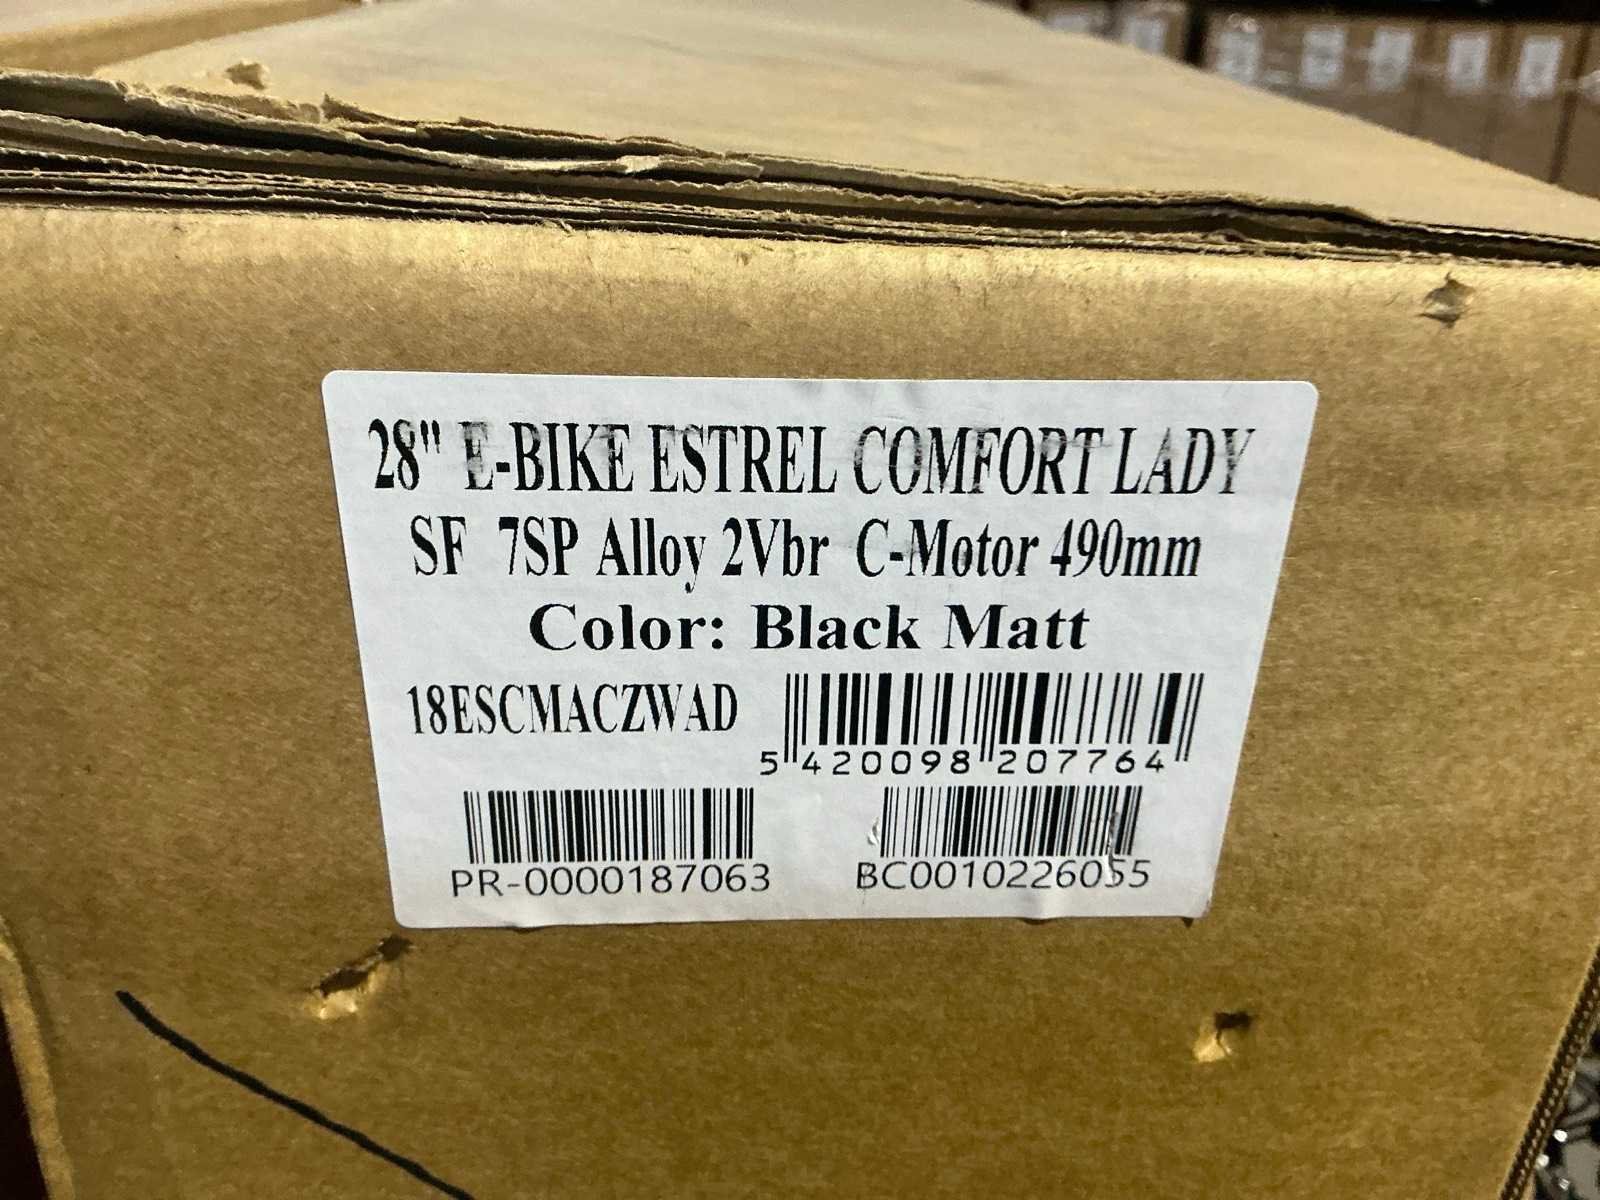 28" E-BIKE ESTREL COMFORT LADY
SF 7SP Alloy 2Vbr C-Motor 490mm
Color: Black Matt
18ESCMACZWAD
5 420098 207764
PR-0000187063 BC0010226055